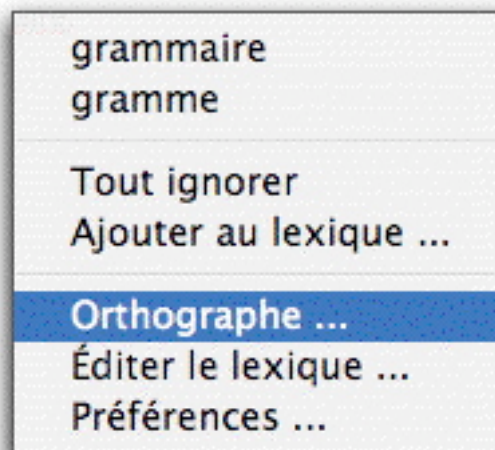 grammaire
gramme
Tout ignorer
Ajouter au lexique ...
Orthographe ...
Éditer le lexique ...
Préférences ...